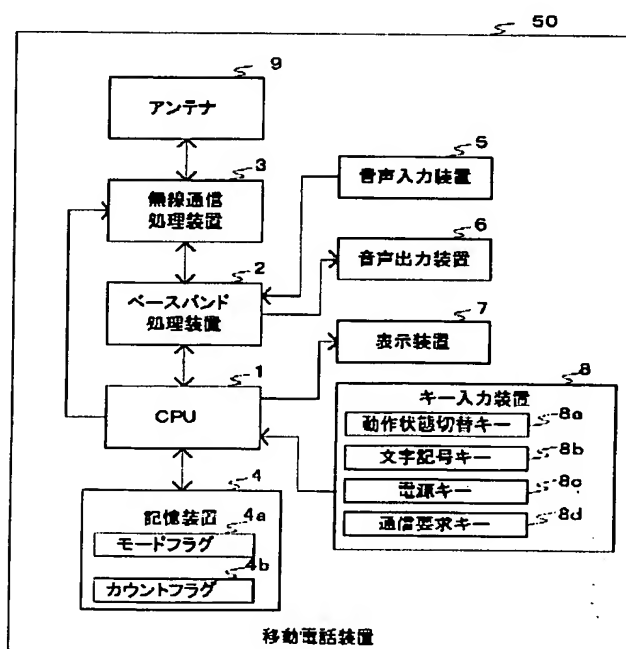 50
9
アンテナ
3
無線通信
処理装置
2
ベースバンド
処理装置
1
CPU
4
記憶装置
4a
モードフラグ
4b
カウントフラグ
5
音声入力装置
6
音声出力装置
7
表示装置
8
キー入力装置
動作状態切替キー
8a
文字記号キー
8b
電源キー
8c
通信要求キー
8d
移動電話装置